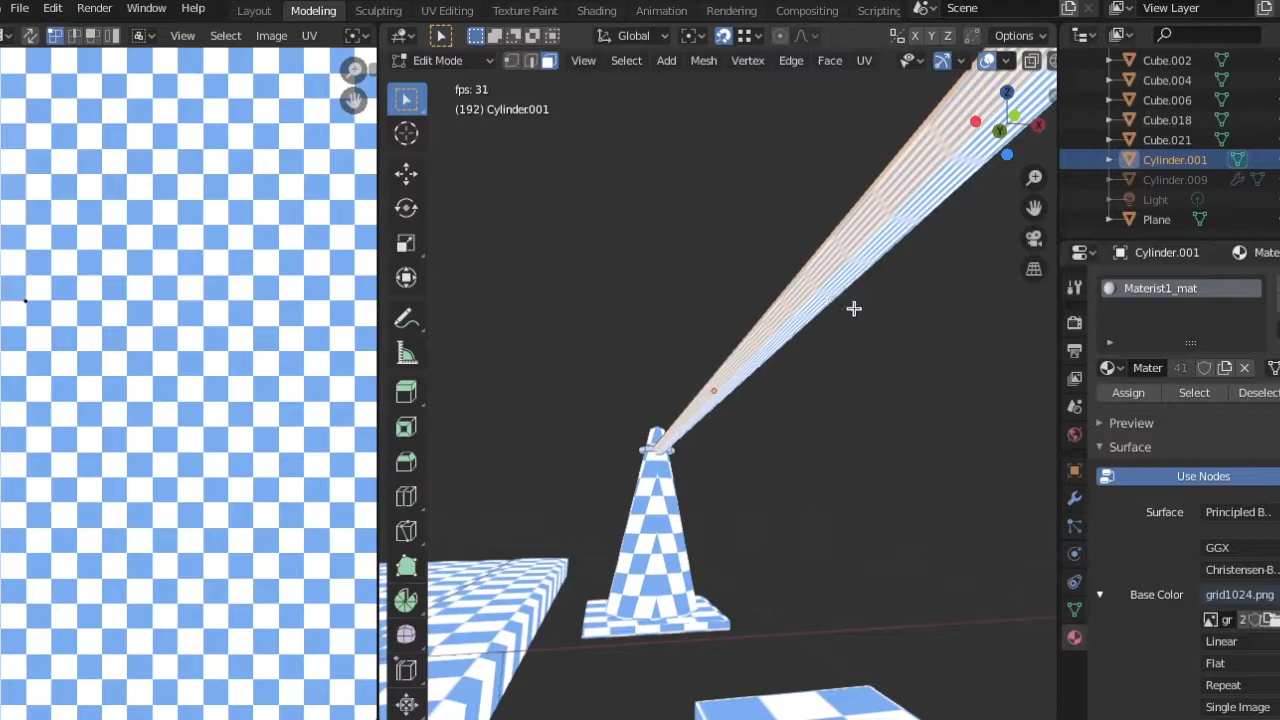 File Edit Render Window Help Layout Modeling Sculpting UV Editing Texture Paint Shading Animation Rendering Compositing Scripting Scene View Layer
View Select Image UV Global X Y Z Options
Edit Mode View Select Add Mesh Vertex Edge Face UV
fps: 31
(192) Cylinder.001
Z
X
Y
Cube.002
Cube.004
Cube.006
Cube.018
Cube.021
Cylinder.001
Cylinder.009
Light
Plane
Cylinder.001 Mate
Materist1_mat
Mater 41
Assign Select Deselec
Preview
Surface
Use Nodes
Surface Principled B..
GGX
Christensen-B
Base Color grid1024.png
gr 2
Linear
Flat
Repeat
Single Image